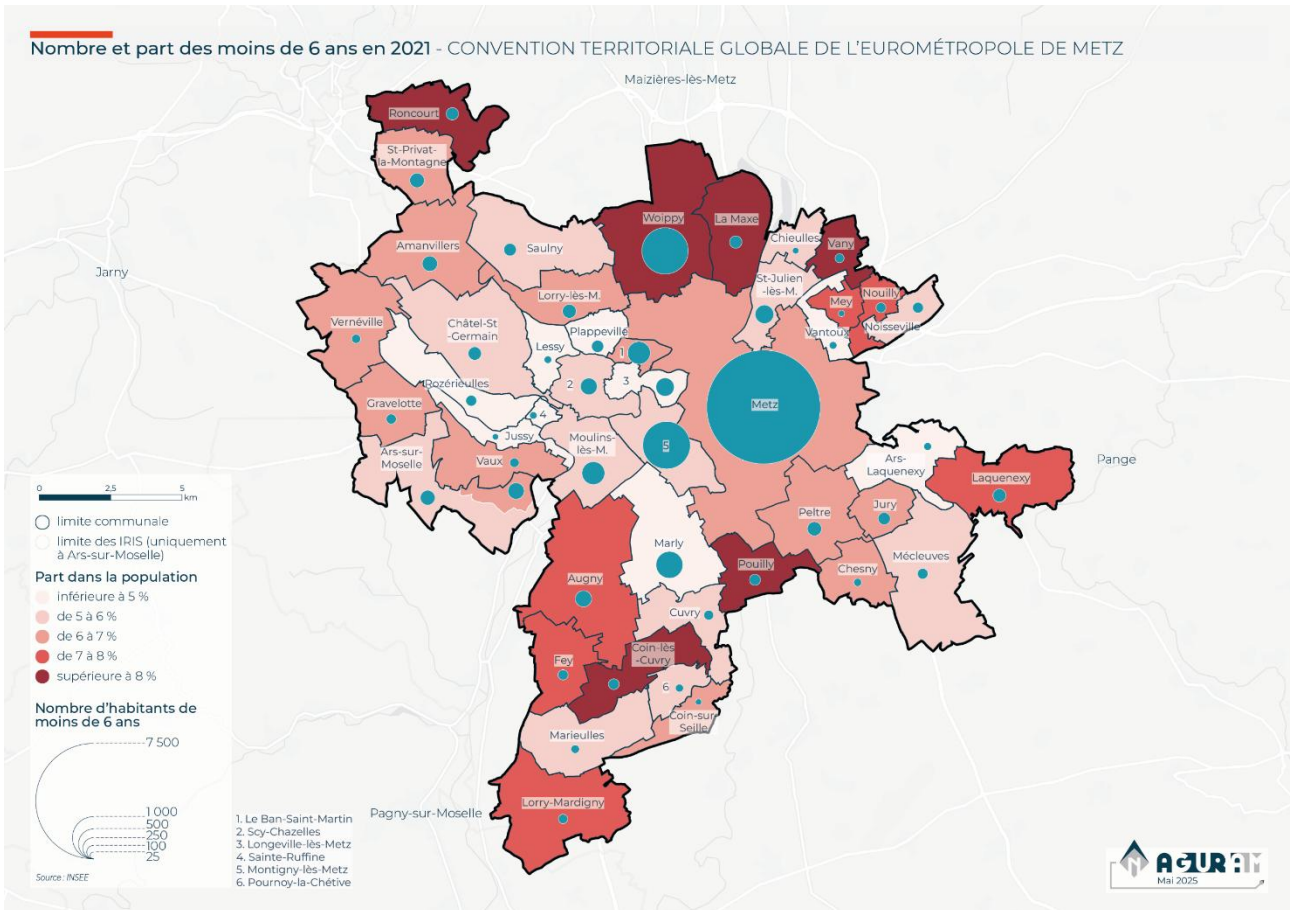 Nombre et part des moins de 6 ans en 2021 - CONVENTION TERRITORIALE GLOBALE DE L'EUROMÉTROPOLE DE METZ
Maizières-lès-Metz
Roncourt
St-Privat-
la-Montagne
Woippy
La Maxe
Chieulles
Vany
Amanvillers
Saulny
Jarny
St-Julien
-lès-M.
Mey
Nouilly
Lorry-lès-M.
Noisseville
Vernéville
Châtel-St
-Germain
Plappeville
Vantoux
Lessy
1
2
3
Rozérieulles
Metz
Gravelotte
4
Jussy
Moulins-
lès-M.
5
Ars-sur-
Moselle
Vaux
Ars-
Laquenexy
Pange
Laquenexy
Peltre
Jury
Marly
Mécleuves
Pouilly
Chesny
Augny
Cuvry
Coin-lès
-Cuvry
Fey
6
Coin-sur
Seille
Marieulles
Lorry-Mardigny
Pagny-sur-Moselle
0 2,5 5
km
limite communale
limite des IRIS (uniquement
à Ars-sur-Moselle)
Part dans la population
inférieure à 5 %
de 5 à 6 %
de 6 à 7 %
de 7 à 8 %
supérieure à 8 %
Nombre d'habitants de
moins de 6 ans
7 500
1 000
500
250
100
25
Source : INSEE
1. Le Ban-Saint-Martin
2. Scy-Chazelles
3. Longeville-lès-Metz
4. Sainte-Ruffine
5. Montigny-lès-Metz
6. Pournoy-la-Chétive
N
AGURAM
Mai 2025